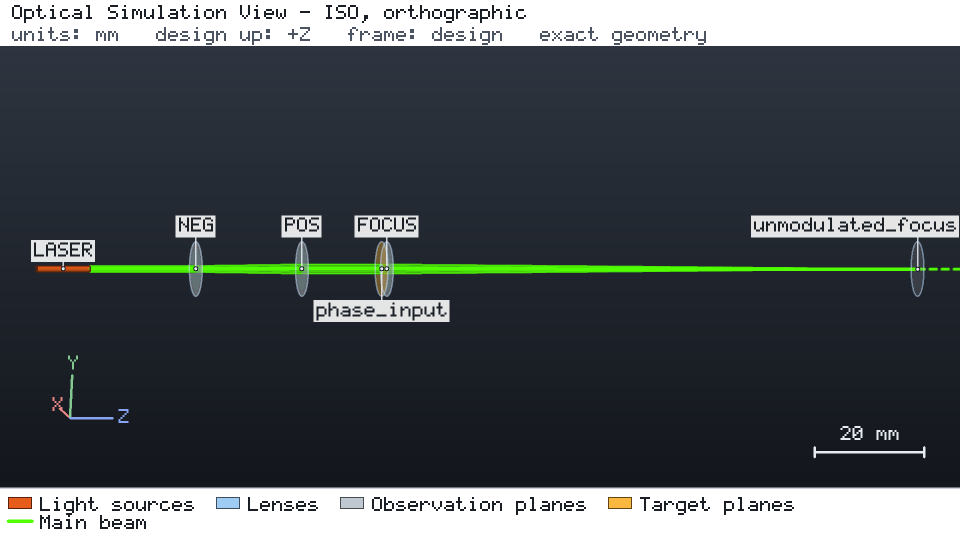 Optical Simulation View - ISO, orthographic
units: mm   design up: +Z   frame: design   exact geometry
NEG
POS
FOCUS
unmodulated_focus
LASER
phase_input
Y
X
Z
20 mm
Light sources
Lenses
Observation planes
Target planes
Main beam